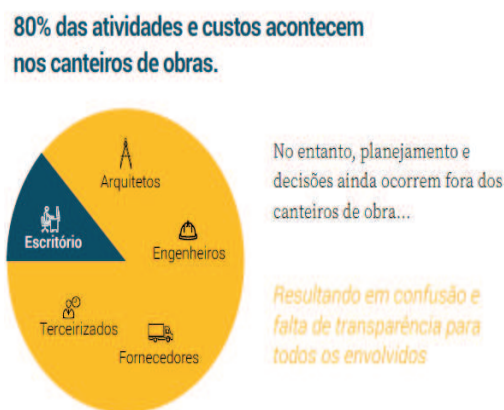 80% das atividades e custos acontecem
nos canteiros de obras.
Arquitetos
Escritório
Engenheiros
Terceirizados
Fornecedores
No entanto, planejamento e
decisões ainda ocorrem fora dos
canteiros de obra...
Resultando em confusão e
falta de transparência para
todos os envolvidos